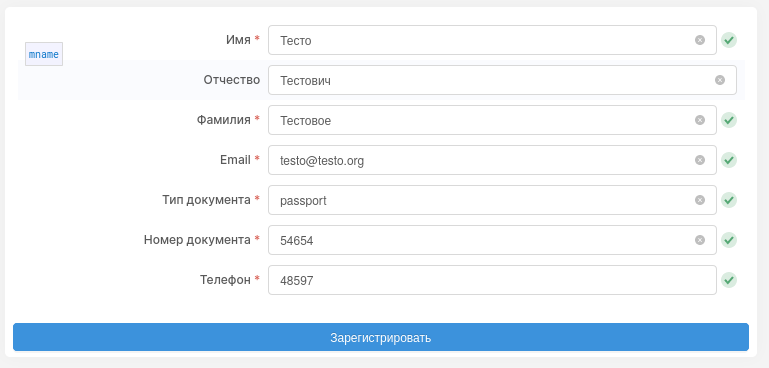 Имя * Тесто
mname
Отчество Тестович
Фамилия * Тестовое
Email * testo@testo.org
Тип документа * passport
Номер документа * 54654
Телефон * 48597
Зарегистрировать